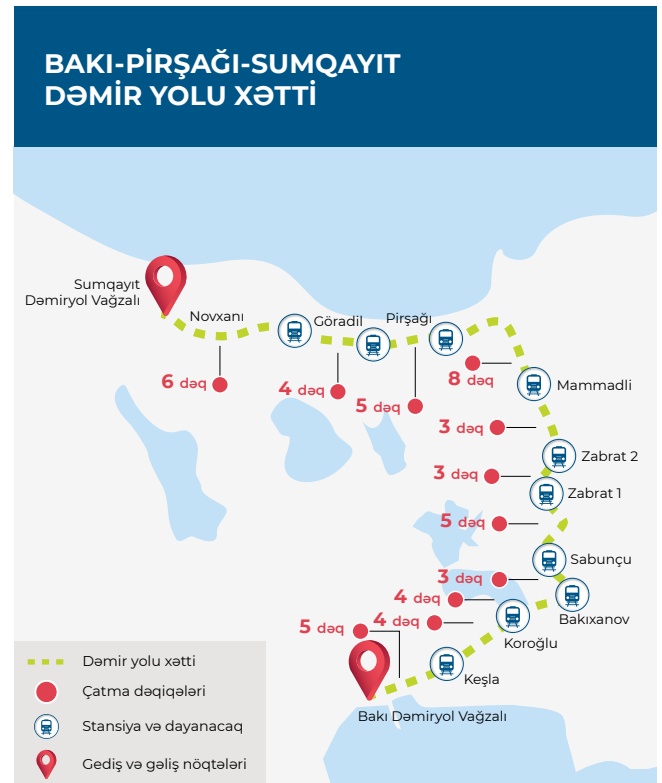 BAKI-PİRŞAĞI-SUMQAYIT
DƏMİR YOLU XƏTTİ
Sumqayıt
Dəmiryol Vağzalı
Novxanı
Göradil
Pirşağı
6 dəq
4 dəq
5 dəq
8 dəq
Mammadli
3 dəq
Zabrat 2
3 dəq
Zabrat 1
5 dəq
Sabunçu
3 dəq
4 dəq
Bakıxanov
4 dəq
Koroğlu
5 dəq
Keşla
Bakı Dəmiryol Vağzalı
Dəmir yolu xətti
Çatma dəqiqələri
Stansiya və dayanacaq
Gediş və gəliş nöqtələri